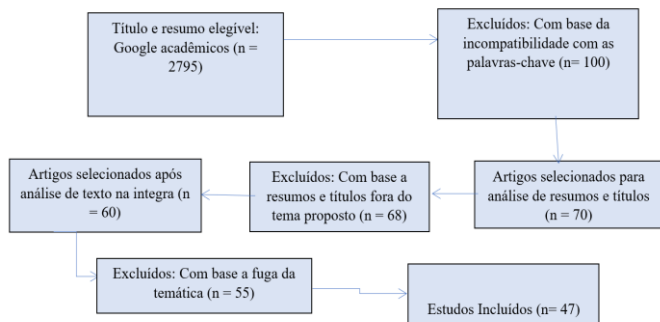 Título e resumo elegível:
Google acadêmicos (n =
2795)
Excluídos: Com base da
incompatibilidade com as
palavras-chave (n= 100)
Artigos selecionados para
análise de resumos e títulos
(n = 70)
Excluídos: Com base a
resumos e títulos fora do
tema proposto (n = 68)
Artigos selecionados após
análise de texto na integra (n
= 60)
Excluídos: Com base a fuga da
temática (n = 55)
Estudos Incluídos (n= 47)